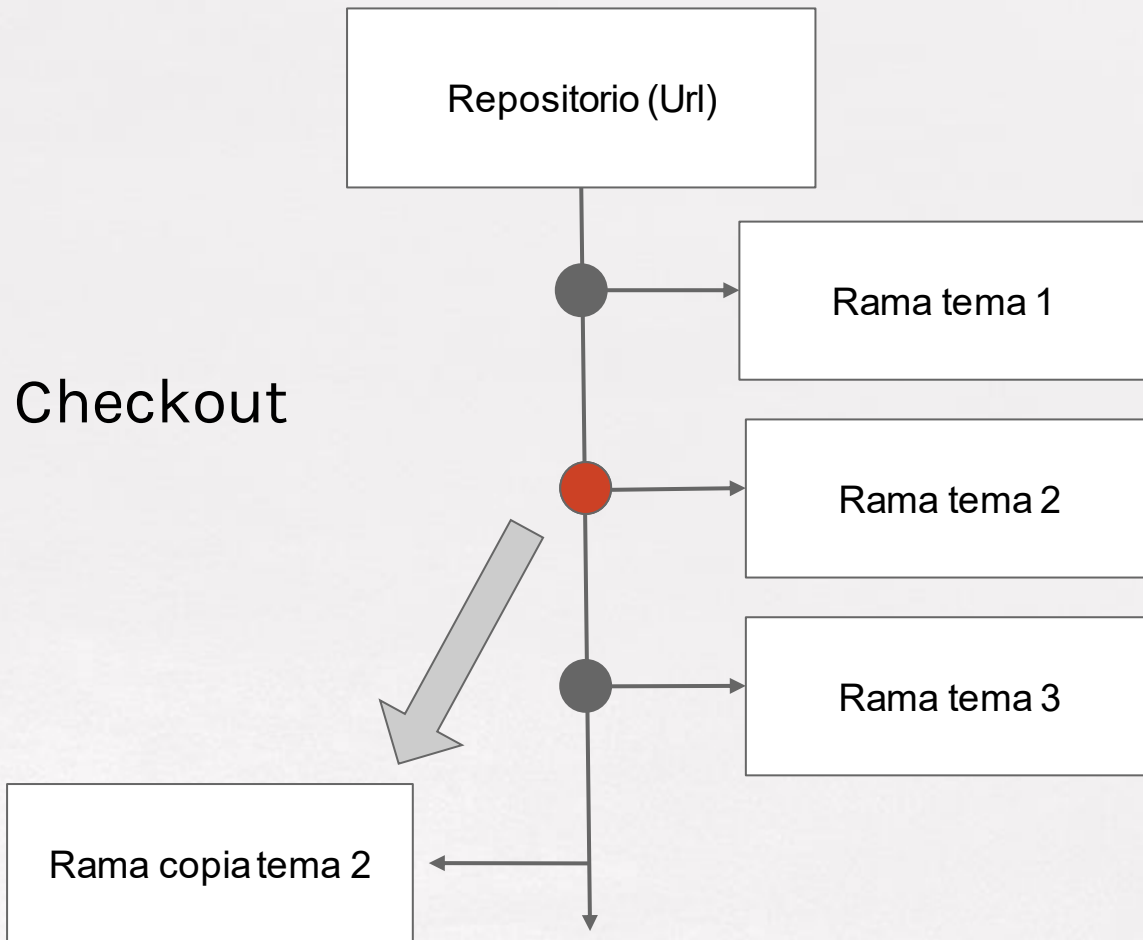 Repositorio (Url)
Rama tema 1
Checkout
Rama tema 2
Rama tema 3
Rama copia tema 2